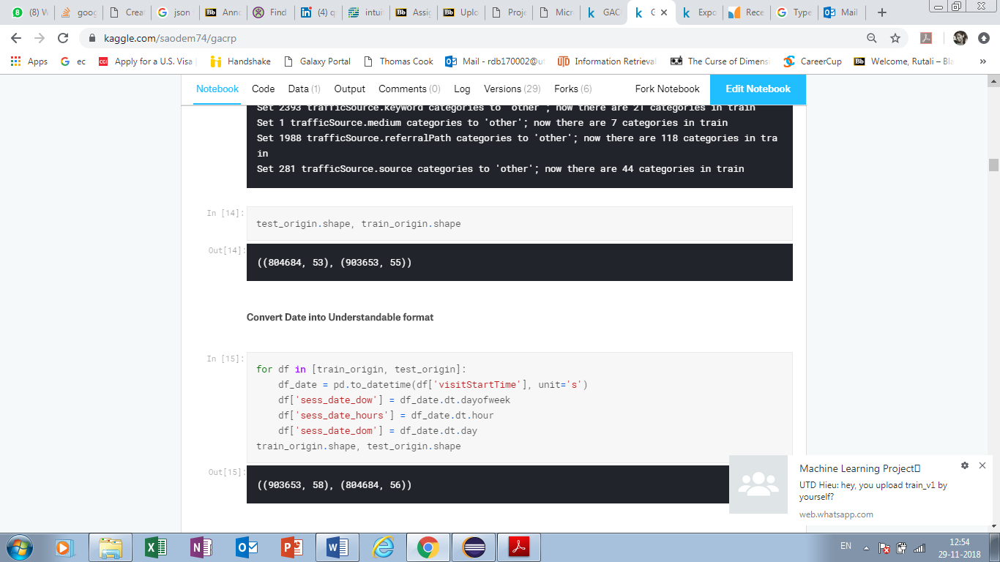 (8) W
goog
Creat
json
Anno
Find
(4) q
intuit
Assig
Uplo
Proje
Micr
GAC
G
Expo
Rece
Type
Mail
kaggle.com/saodem74/gacrp
Apps
ec
Apply for a U.S. Visa
Handshake
Galaxy Portal
Thomas Cook
Mail - rdb170002@ut
Information Retrieval
The Curse of Dimensi
CareerCup
Welcome, Rutali – Bla
»
Notebook Code Data (1) Output Comments (0) Log Versions (29) Forks (6) Fork Notebook Edit Notebook
Set 2393 trafficSource.keyword categories to 'other'; now there are 21 categories in train
Set 1 trafficSource.medium categories to 'other'; now there are 7 categories in train
Set 1988 trafficSource.referralPath categories to 'other'; now there are 118 categories in tra
in
Set 281 trafficSource.source categories to 'other'; now there are 44 categories in train
In [14]:
test_origin.shape, train_origin.shape
Out[14]:
((804684, 53), (903653, 55))
Convert Date into Understandable format
In [15]:
for df in [train_origin, test_origin]:
    df_date = pd.to_datetime(df['visitStartTime'], unit='s')
    df['sess_date_dow'] = df_date.dt.dayofweek
    df['sess_date_hours'] = df_date.dt.hour
    df['sess_date_dom'] = df_date.dt.day
train_origin.shape, test_origin.shape
Out[15]:
((903653, 58), (804684, 56))
Machine Learning Project
UTD Hieu: hey, you upload train_v1 by
yourself?
web.whatsapp.com
EN
12:54
29-11-2018